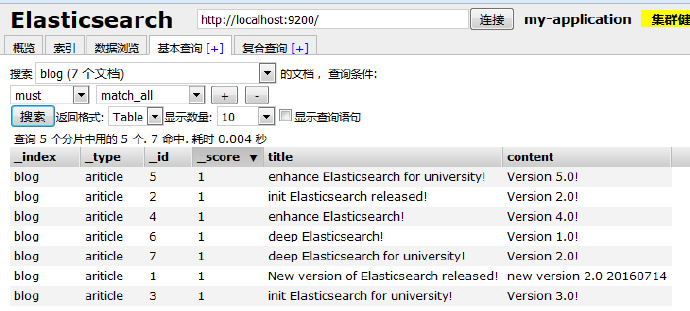 Elasticsearch http://localhost:9200/ 连接 my-application 集群健
概览 索引 数据浏览 基本查询 [+] 复合查询 [+]
搜索 blog (7 个文档) 的文档， 查询条件:
must match_all + -
搜索 返回格式: Table 显示数量: 10 显示查询语句
查询 5 个分片中用的 5 个. 7 命中. 耗时 0.004 秒
_index _type _id _score ▼ title content
blog ariticle 5 1 enhance Elasticsearch for university! Version 5.0!
blog ariticle 2 1 init Elasticsearch released! Version 2.0!
blog ariticle 4 1 enhance Elasticsearch! Version 4.0!
blog ariticle 6 1 deep Elasticsearch! Version 1.0!
blog ariticle 7 1 deep Elasticsearch for university! Version 2.0!
blog ariticle 1 1 New version of Elasticsearch released! new version 2.0 20160714
blog ariticle 3 1 init Elasticsearch for university! Version 3.0!